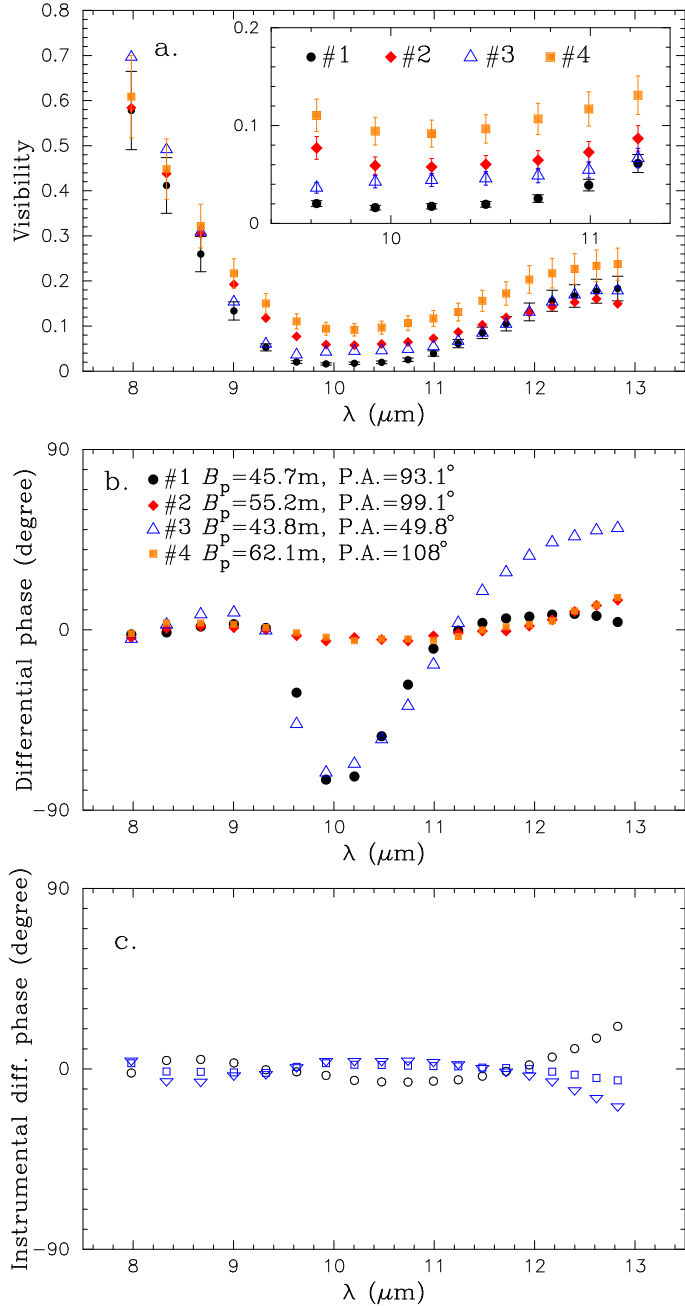 a.
#1 #2 #3 #4
0.2
0.1
0
10 11
0.8
0.7
0.6
0.5
0.4
0.3
0.2
0.1
0
Visibility
8 9 10 11 12 13
λ (μm)
b.
#1 Bp=45.7m, P.A.=93.1°
#2 Bp=55.2m, P.A.=99.1°
#3 Bp=43.8m, P.A.=49.8°
#4 Bp=62.1m, P.A.=108°
90
0
−90
Differential phase (degree)
8 9 10 11 12 13
λ (μm)
c.
90
0
−90
Instrumental diff. phase (degree)
8 9 10 11 12 13
λ (μm)